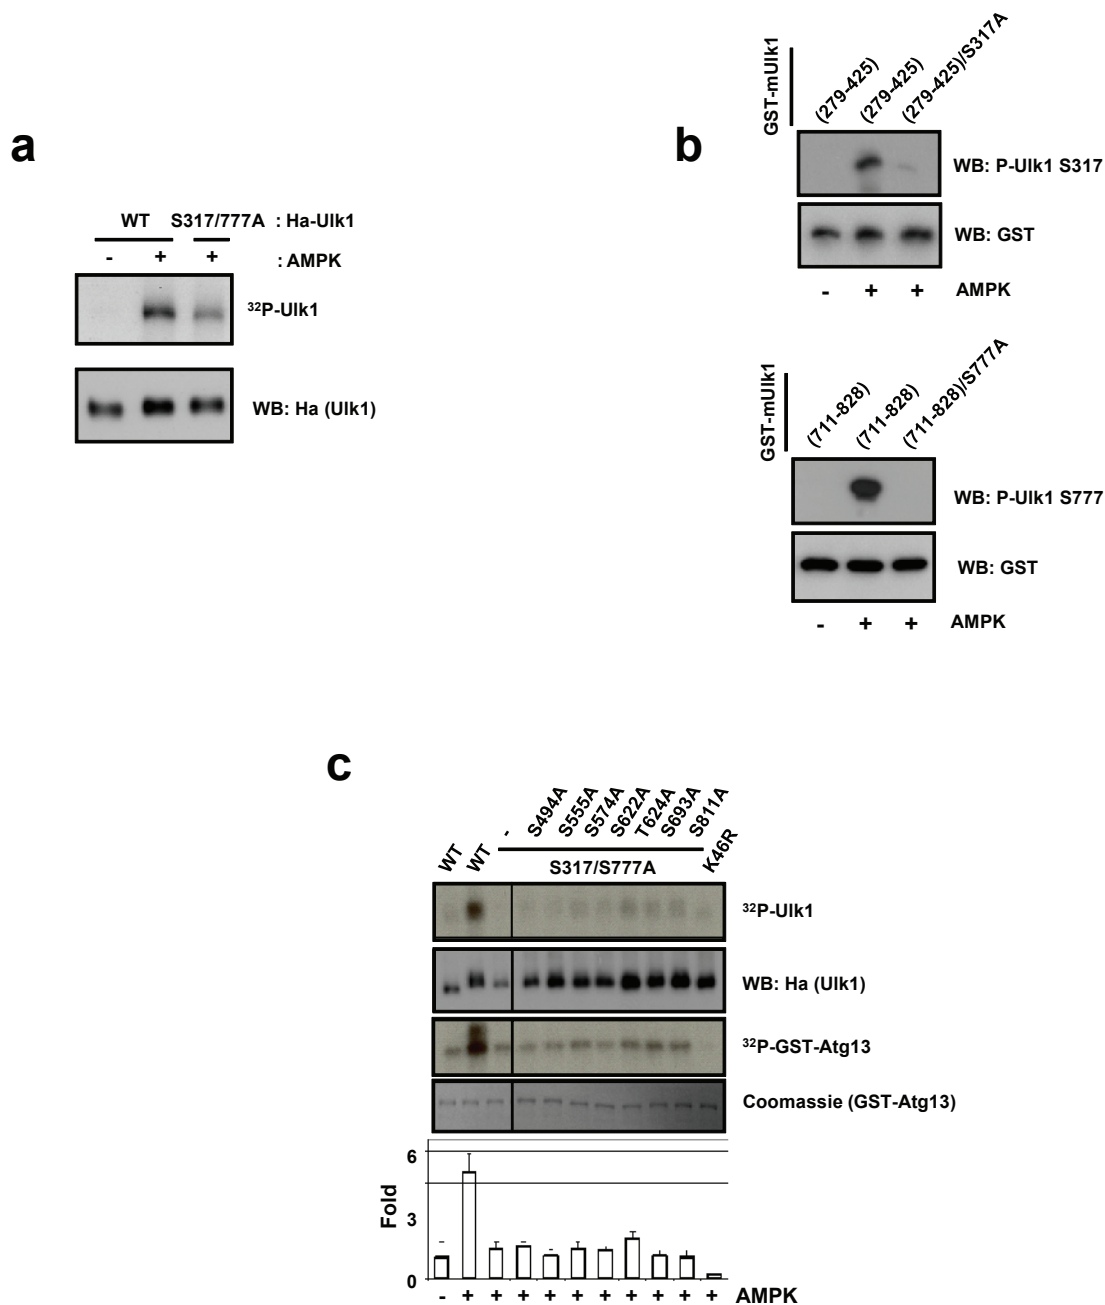 a
WT S317/777A : Ha-Ulk1
- + + : AMPK
32P-Ulk1
WB: Ha (Ulk1)
b
GST-mUlk1
(279-425)
(279-425)
(279-425)/S317A
WB: P-Ulk1 S317
WB: GST
- + + AMPK
GST-mUlk1
(711-828)
(711-828)
(711-828)/S777A
WB: P-Ulk1 S777
WB: GST
- + + AMPK
c
WT
WT
-
S494A
S555A
S574A
S622A
T624A
S693A
S811A
K46R
S317/S777A
32P-Ulk1
WB: Ha (Ulk1)
32P-GST-Atg13
Coomassie (GST-Atg13)
Fold
6
3
0
- + + + + + + + + + + AMPK